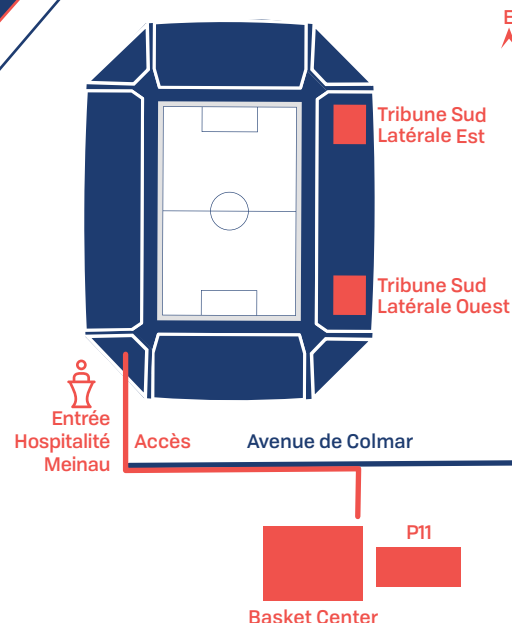 E
Tribune Sud
Latérale Est
Tribune Sud
Latérale Ouest
Entrée
Hospitalité
Meinau
Accès
Avenue de Colmar
P11
Basket Center